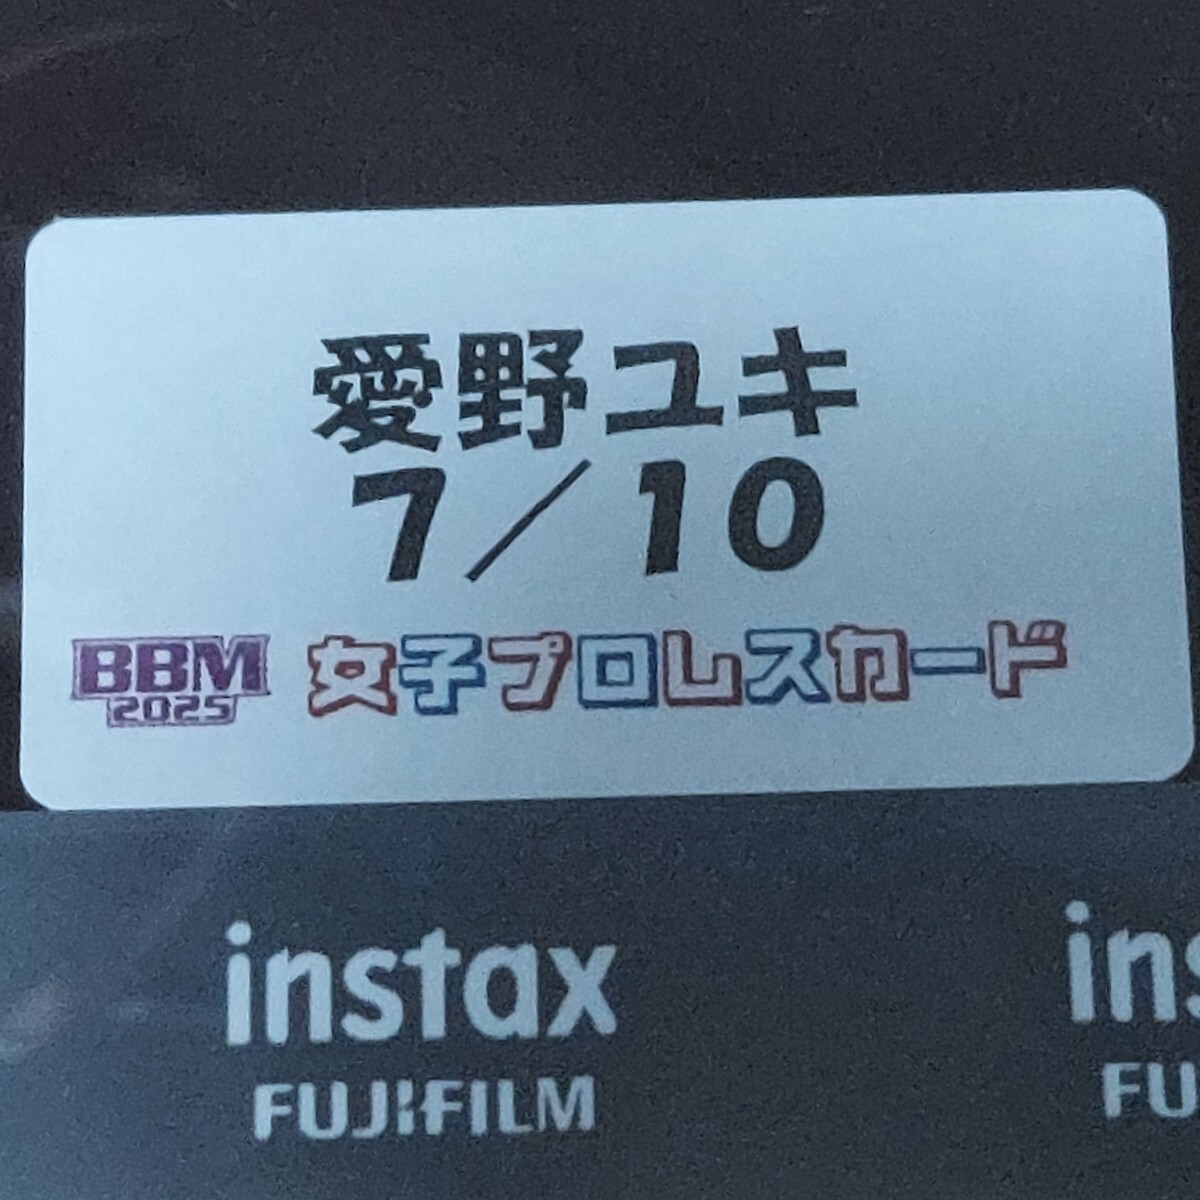 愛野ユキ
7/10
BBM 2025 女子プロレスカード
instax ins
FUJIFILM FU